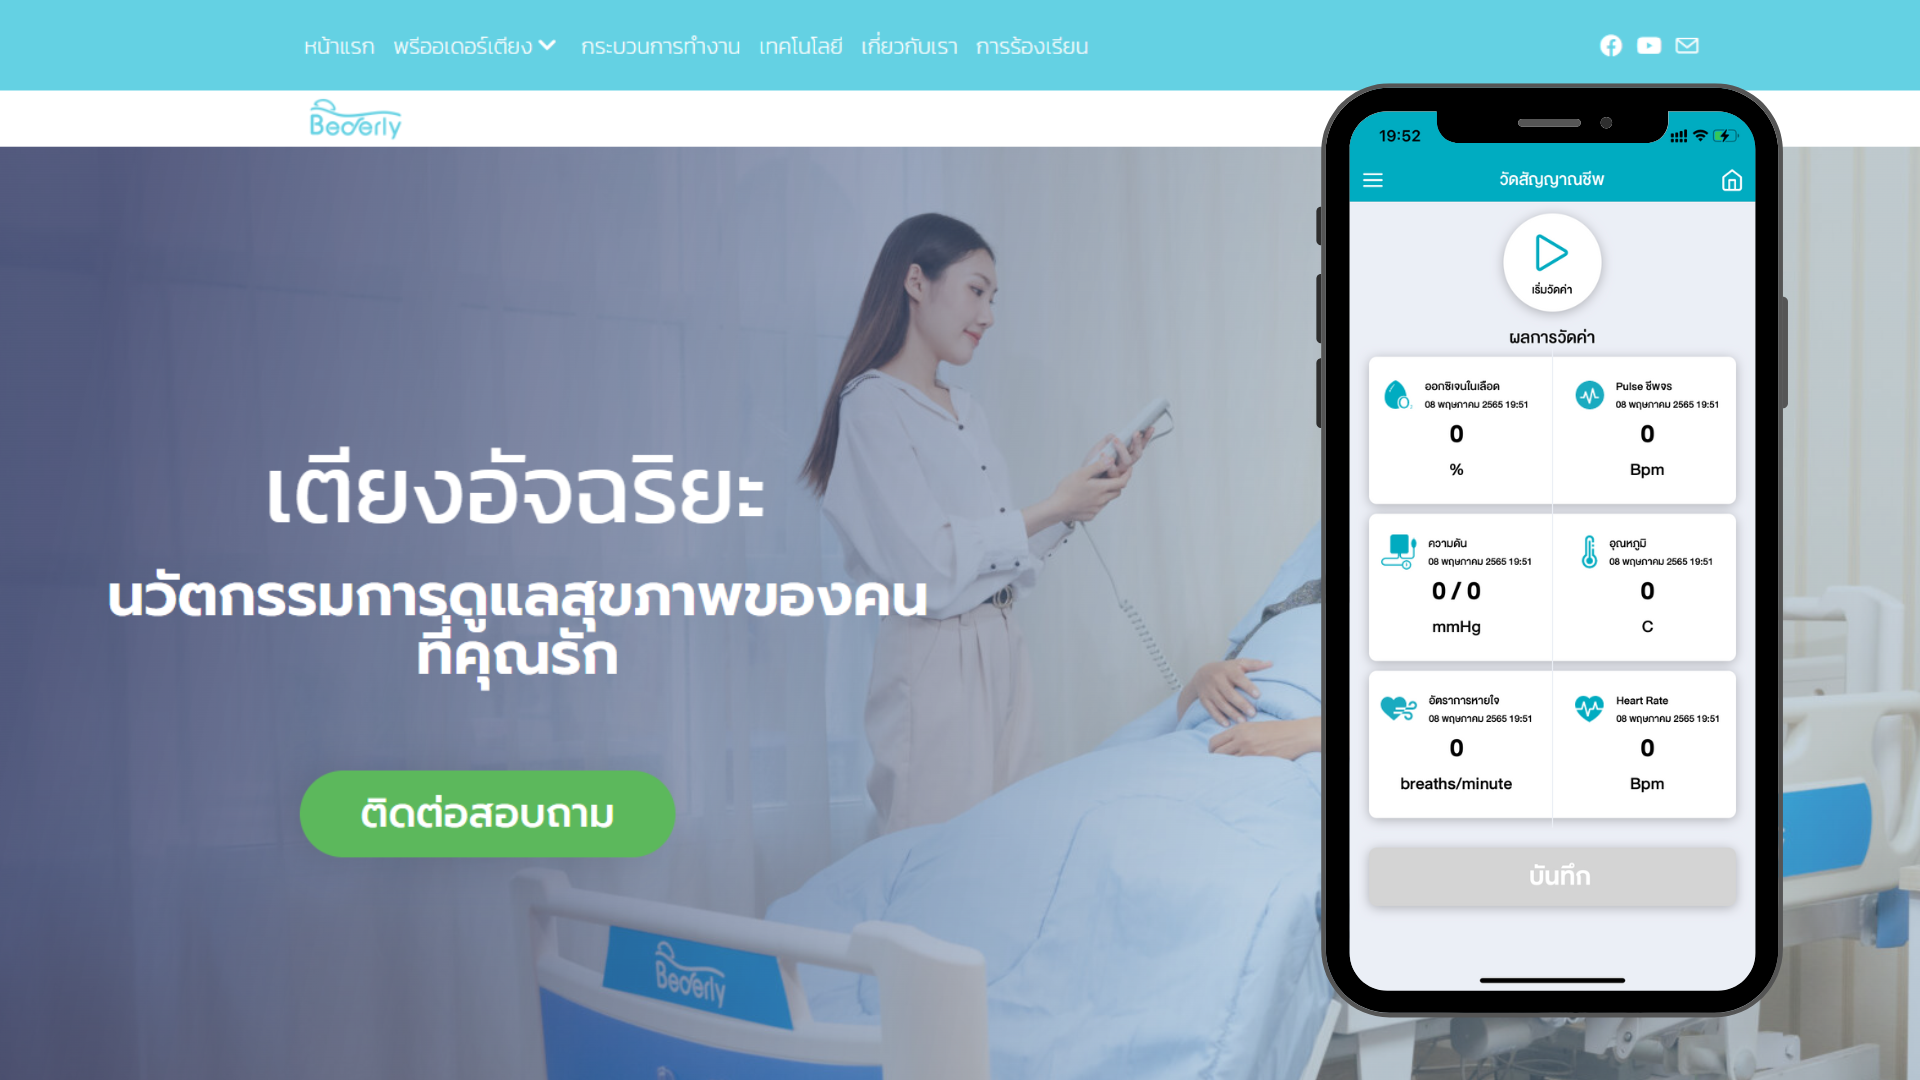 หน้าแรก พรีออเดอร์เตียง กระบวนการทำงาน เทคโนโลยี เกี่ยวกับเรา การร้องเรียน
Bederly
เตียงอัจฉริยะ
นวัตกรรมการดูแลสุขภาพของคน
ที่คุณรัก
ติดต่อสอบถาม
Bederly
19:52
วัดสัญญาณชีพ
เริ่มวัดค่า
ผลการวัดค่า
ออกซิเจนในเลือด
08 พฤษภาคม 2565 19:51
0
%
Pulse ชีพจร
08 พฤษภาคม 2565 19:51
0
Bpm
ความดัน
08 พฤษภาคม 2565 19:51
0 / 0
mmHg
อุณหภูมิ
08 พฤษภาคม 2565 19:51
0
C
อัตราการหายใจ
08 พฤษภาคม 2565 19:51
0
breaths/minute
Heart Rate
08 พฤษภาคม 2565 19:51
0
Bpm
บันทึก